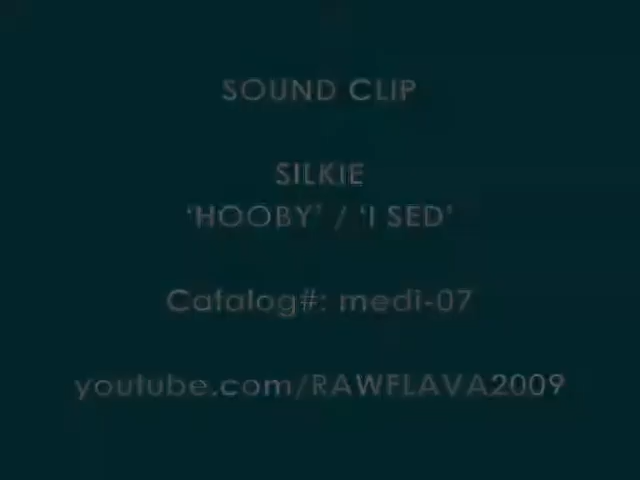 SOUND CLIP
SILKIE
‘HOOBY’ / ‘I SED’
Catalog#: medi-07
youtube.com/RAWFLAVA2009